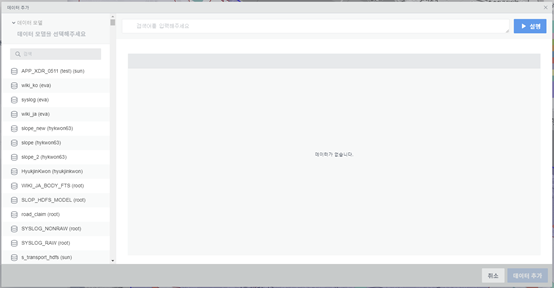 데이터 추가
데이터 모델
데이터 모델을 선택해주세요
검색어를 입력해주세요
실행
검색
APP_XDR_0511 (test) (sun)
wiki_ko (eva)
syslog (eva)
wiki_ja (eva)
slope_new (hykwon63)
slope (hykwon63)
slope_2 (hykwon63)
HyukjinKwon (hyukjinkwon)
WIKI_JA_BODY_FTS (root)
SLOP_HDFS_MODEL (root)
road_claim (root)
SYSLOG_NONRAW (root)
SYSLOG_RAW (root)
s_transport_hdfs (sun)
데이터가 없습니다.
취소
데이터 추가